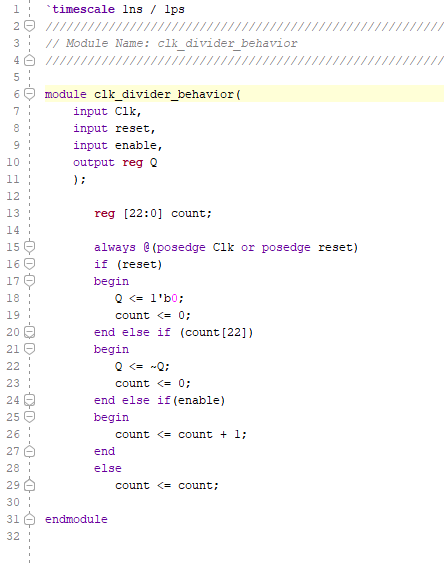 1 `timescale 1ns / 1ps
2 /////////////////////////////////////////////////////////
3 // Module Name: clk_divider_behavior
4 /////////////////////////////////////////////////////////
5
6 module clk_divider_behavior(
7 input Clk,
8 input reset,
9 input enable,
10 output reg Q
11 );
12
13 reg [22:0] count;
14
15 always @(posedge Clk or posedge reset)
16 if (reset)
17 begin
18 Q <= 1'b0;
19 count <= 0;
20 end else if (count[22])
21 begin
22 Q <= ~Q;
23 count <= 0;
24 end else if(enable)
25 begin
26 count <= count + 1;
27 end
28 else
29 count <= count;
30
31 endmodule
32